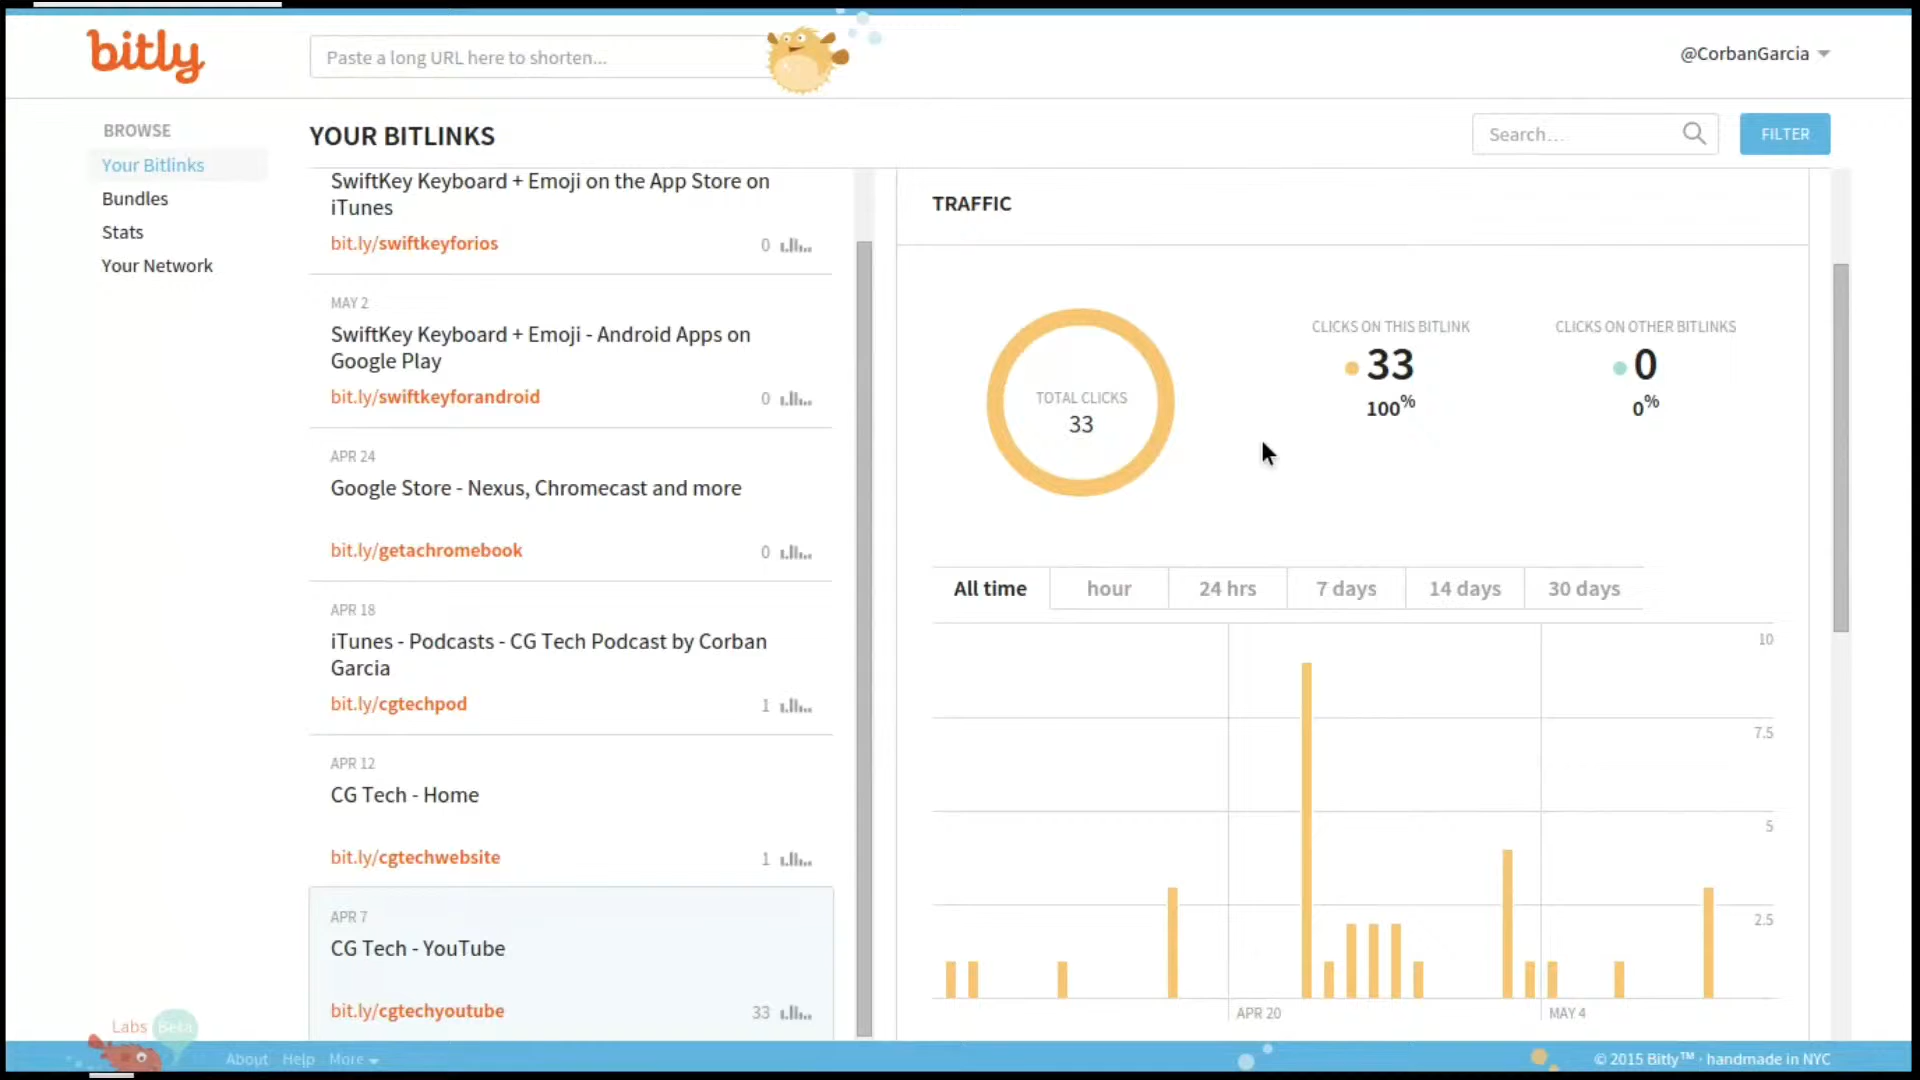 bitly
Paste a long URL here to shorten...
@CorbanGarcia
BROWSE
Your Bitlinks
Bundles
Stats
Your Network
YOUR BITLINKS
Search...
FILTER
SwiftKey Keyboard + Emoji on the App Store on
iTunes
bit.ly/swiftkeyforios
0
MAY 2
SwiftKey Keyboard + Emoji - Android Apps on
Google Play
bit.ly/swiftkeyforandroid
0
APR 24
Google Store - Nexus, Chromecast and more
bit.ly/getachromebook
0
APR 18
iTunes - Podcasts - CG Tech Podcast by Corban
Garcia
bit.ly/cgtechpod
1
APR 12
CG Tech - Home
bit.ly/cgtechwebsite
1
APR 7
CG Tech - YouTube
bit.ly/cgtechyoutube
33
TRAFFIC
TOTAL CLICKS
33
CLICKS ON THIS BITLINK
33
100%
CLICKS ON OTHER BITLINKS
0
0%
All time
hour
24 hrs
7 days
14 days
30 days
10
7.5
5
2.5
APR 20
MAY 4
Labs Beta
About Help More
© 2015 Bitly™ · handmade in NYC